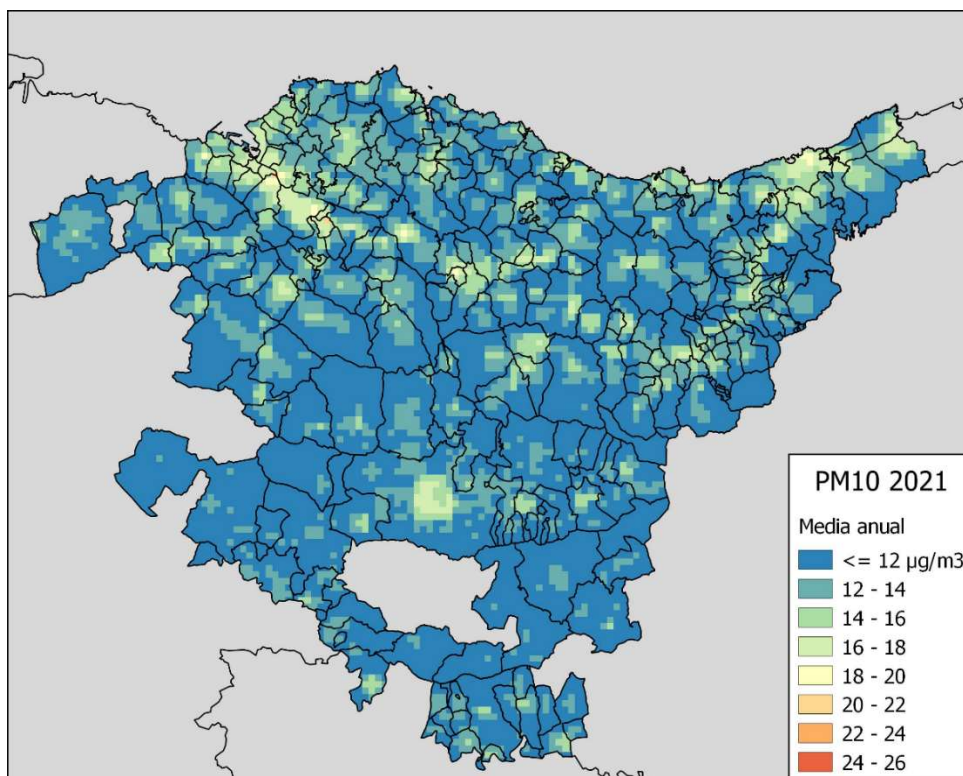 PM10 2021
Media anual
<= 12 µg/m3
12 - 14
14 - 16
16 - 18
18 - 20
20 - 22
22 - 24
24 - 26